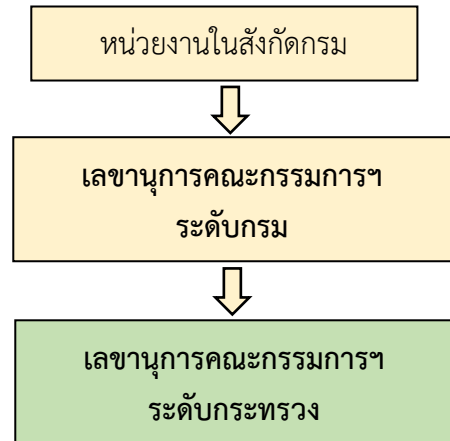 หน่วยงานในสังกัดกรม
เลขานุการคณะกรรมการฯ
ระดับกรม
เลขานุการคณะกรรมการฯ
ระดับกระทรวง